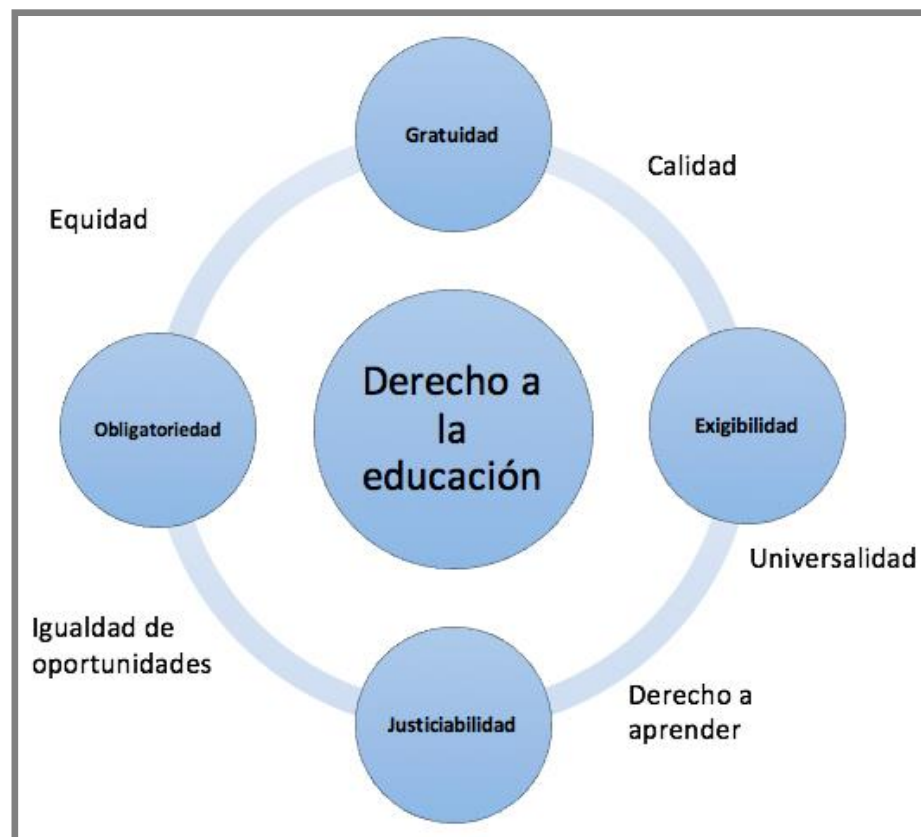 Gratuidad
Calidad
Equidad
Derecho a
la
educación
Obligatoriedad
Exigibilidad
Universalidad
Igualdad de
oportunidades
Derecho a
aprender
Justiciabilidad